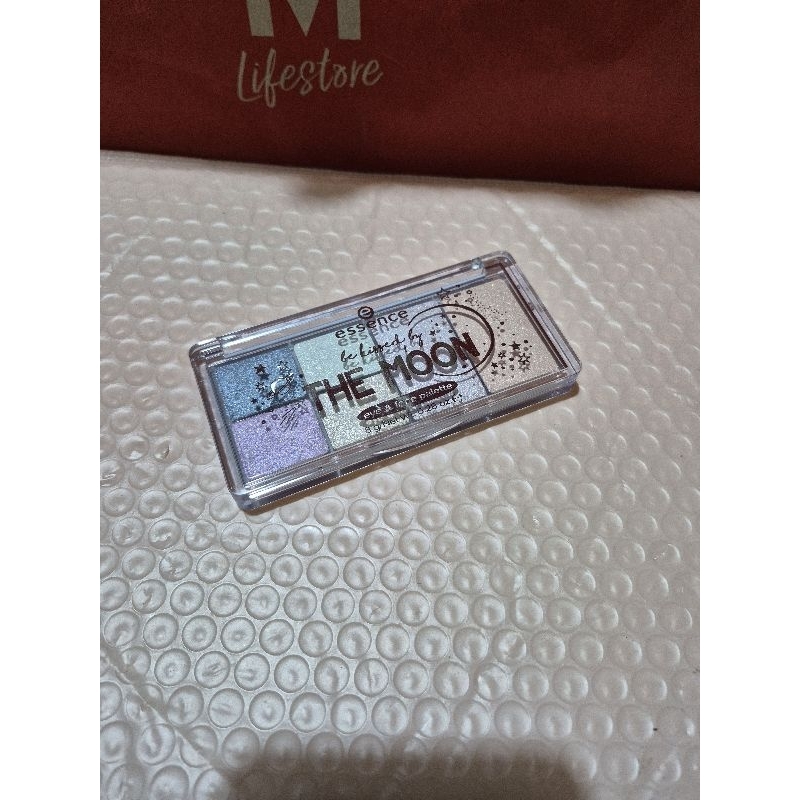 M
Lifestore
e
essence
be kissed by
THE MOON
eye & face palette